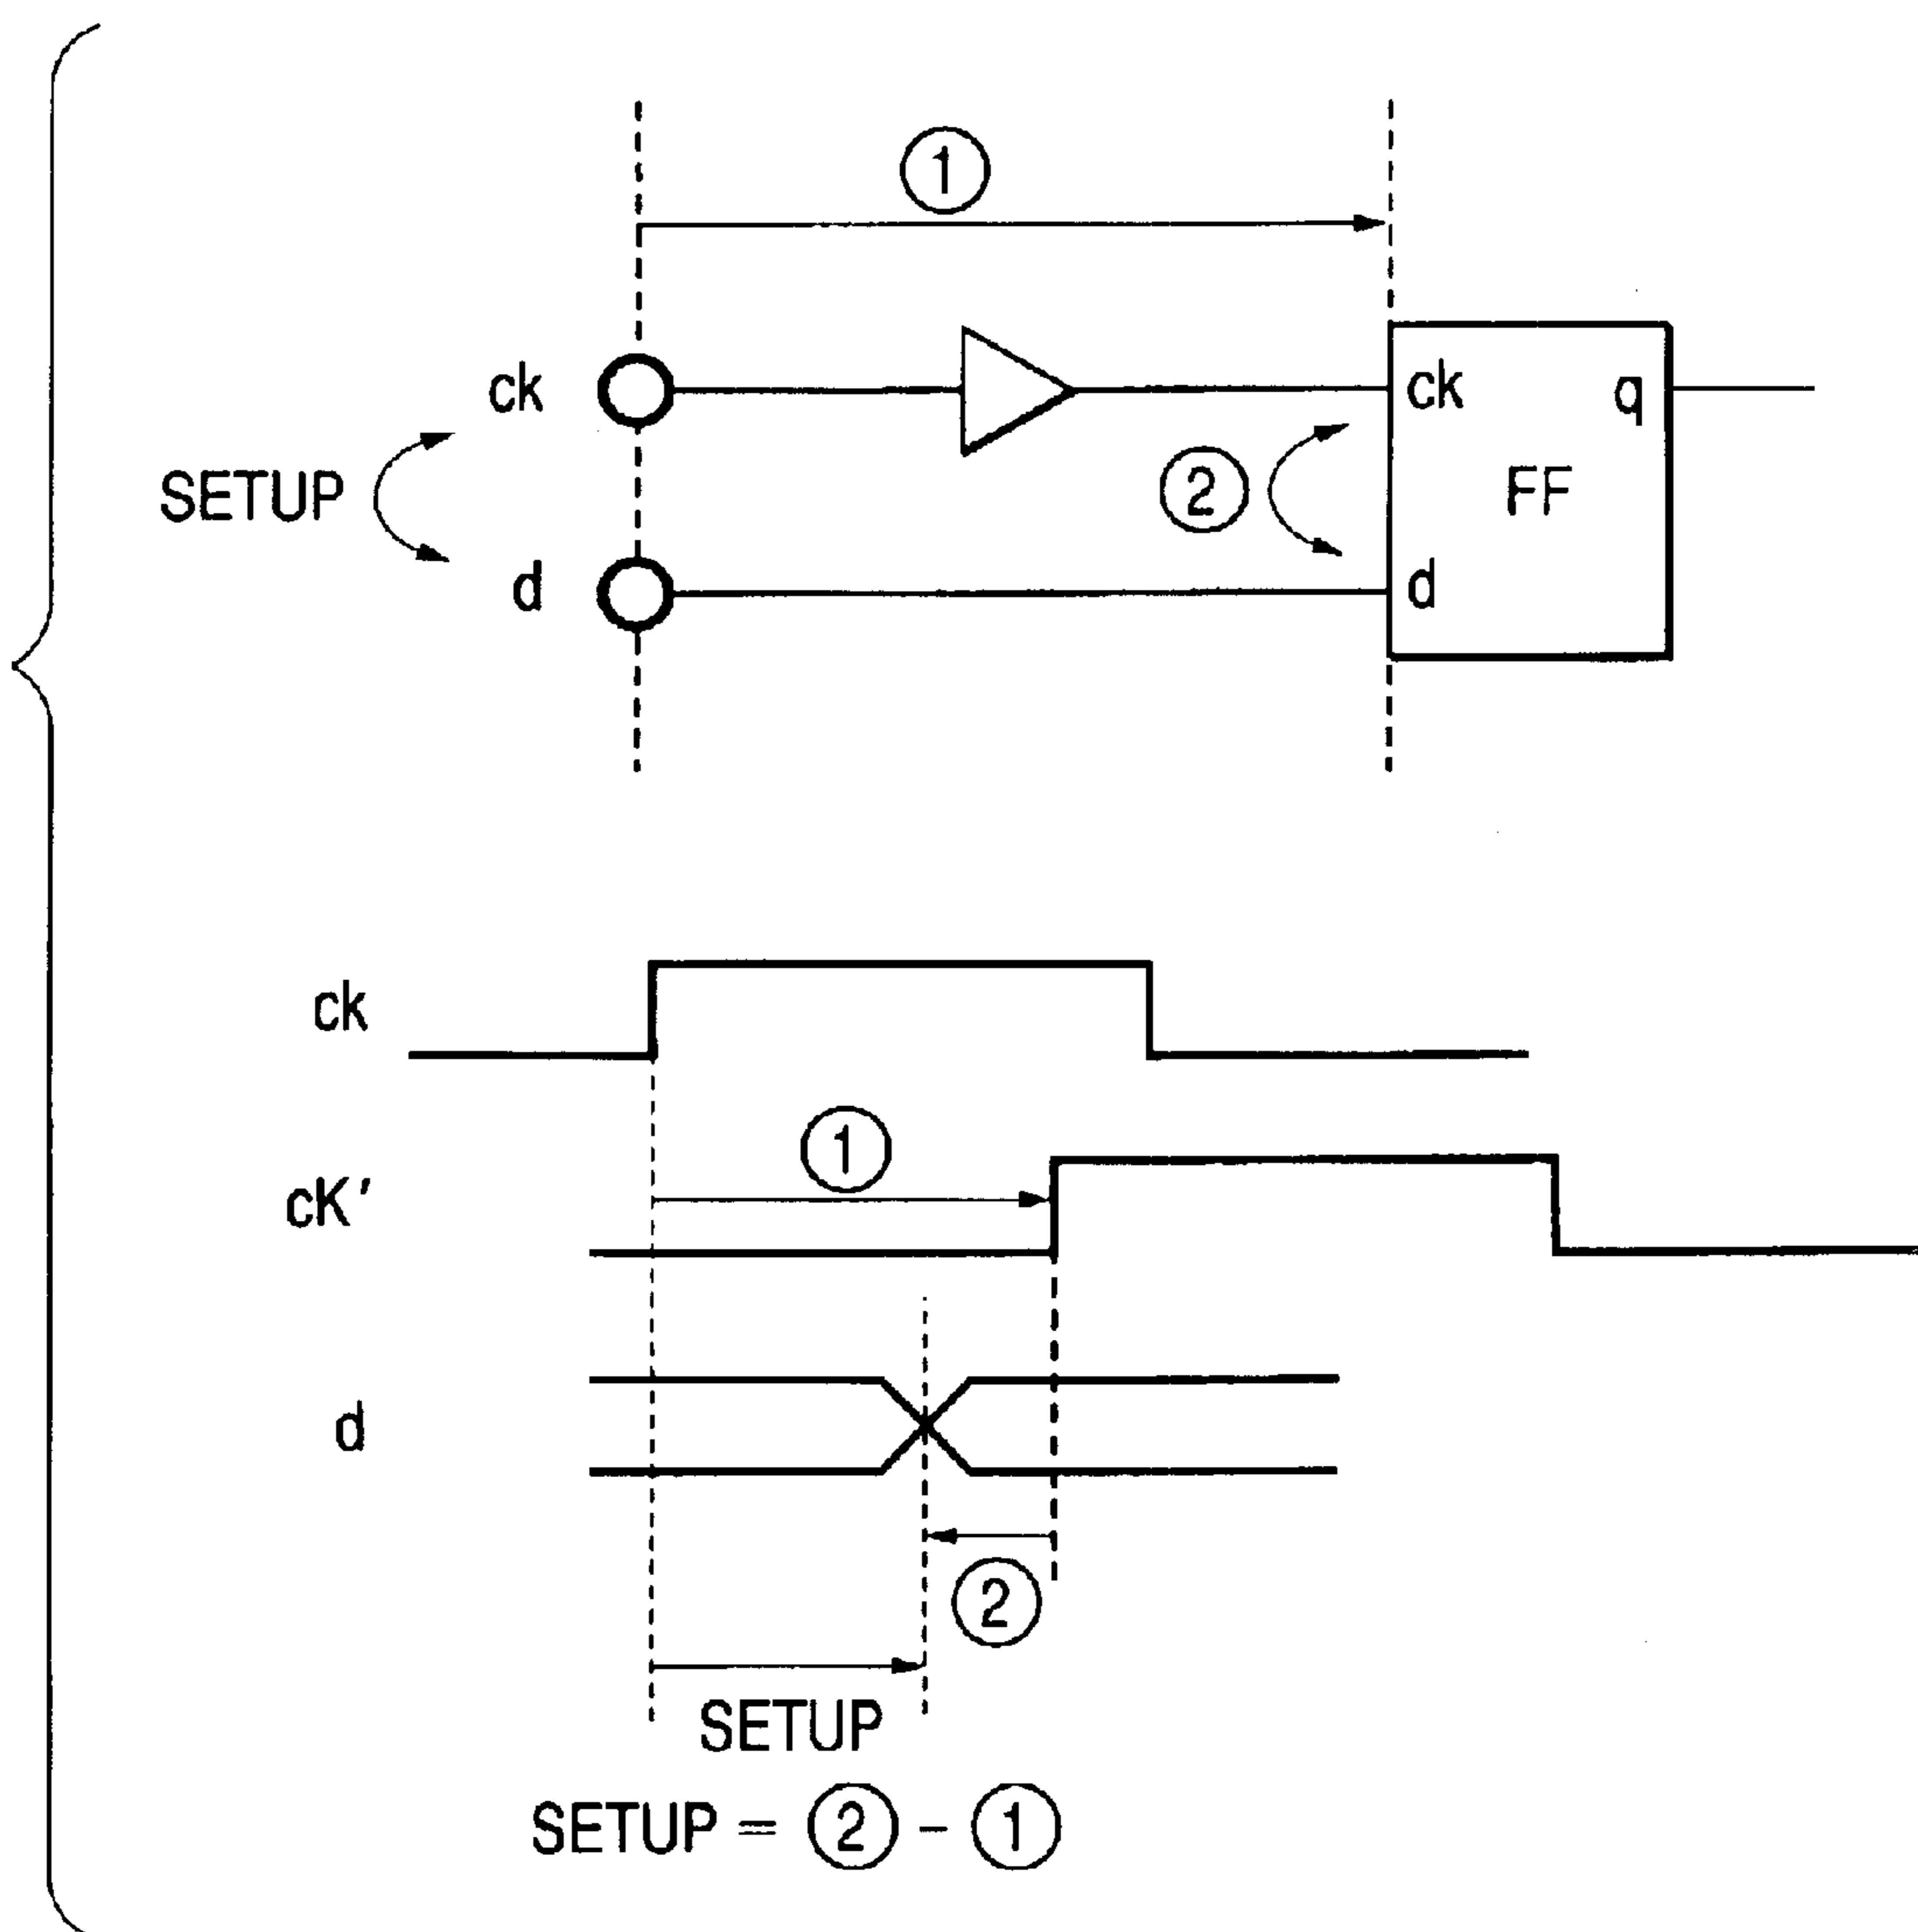 ①
ck
ck q
SETUP
②
FF
d
d
ck
①
cK'
d
②
SETUP
SETUP = ② - ①